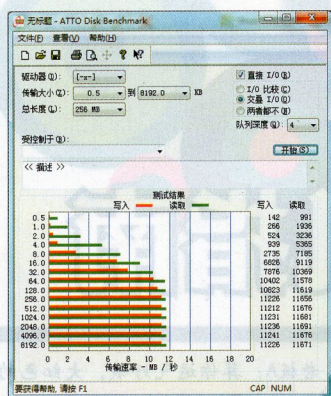 无标题 - ATTO Disk Benchmark
文件(F) 查看(V) 帮助(H)
驱动器(D): [-x-] 直接 I/O(R)
传输大小(Z): 0.5 到 8192.0 KB I/O 比较(C)
总长度(L): 256 MB 交叠 I/O(O)
两者都不(N)
队列深度(Q): 4
受控制于(B):
开始(S)
<< 描述 >>
测试结果
写入 读取 写入 读取
0.5 142 991
1.0 266 1936
2.0 524 3236
4.0 939 5365
8.0 2735 7185
16.0 6826 9119
32.0 7876 10369
64.0 10402 11578
128.0 10823 11619
256.0 11226 11656
512.0 11212 11676
1024.0 11231 11681
2048.0 11236 11691
4096.0 11241 11676
8192.0 11226 11671
0 2 4 6 8 10 12 14 16 18 20
传输速率 - MB / 秒
要获得帮助, 请按 F1 CAP NUM